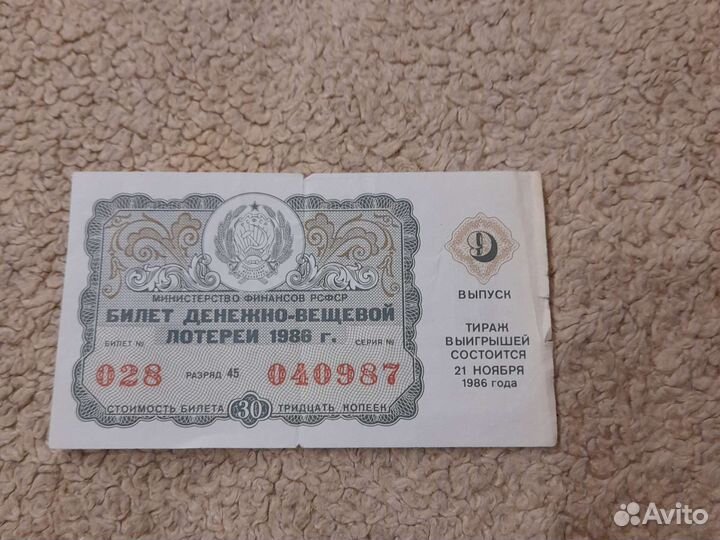 МИНИСТЕРСТВО ФИНАНСОВ РСФСР
БИЛЕТ ДЕНЕЖНО-ВЕЩЕВОЙ
ЛОТЕРЕИ 1986 г.
БИЛЕТ № СЕРИЯ №
028 РАЗРЯД 45 040987
СТОИМОСТЬ БИЛЕТА 30 ТРИДЦАТЬ КОПЕЕК
9
ВЫПУСК
ТИРАЖ
ВЫИГРЫШЕЙ
СОСТОИТСЯ
21 НОЯБРЯ
1986 года
Avito